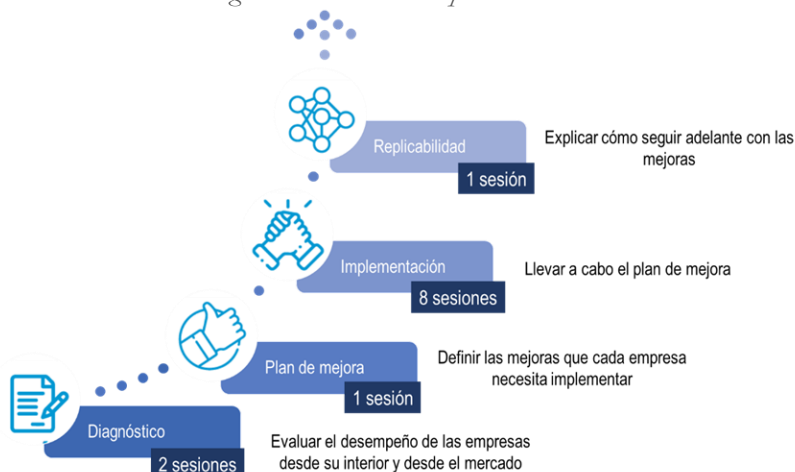 Replicabilidad
1 sesión
Explicar cómo seguir adelante con las
mejoras
Implementación
8 sesiones
Llevar a cabo el plan de mejora
Plan de mejora
1 sesión
Definir las mejoras que cada empresa
necesita implementar
Diagnóstico
2 sesiones
Evaluar el desempeño de las empresas
desde su interior y desde el mercado